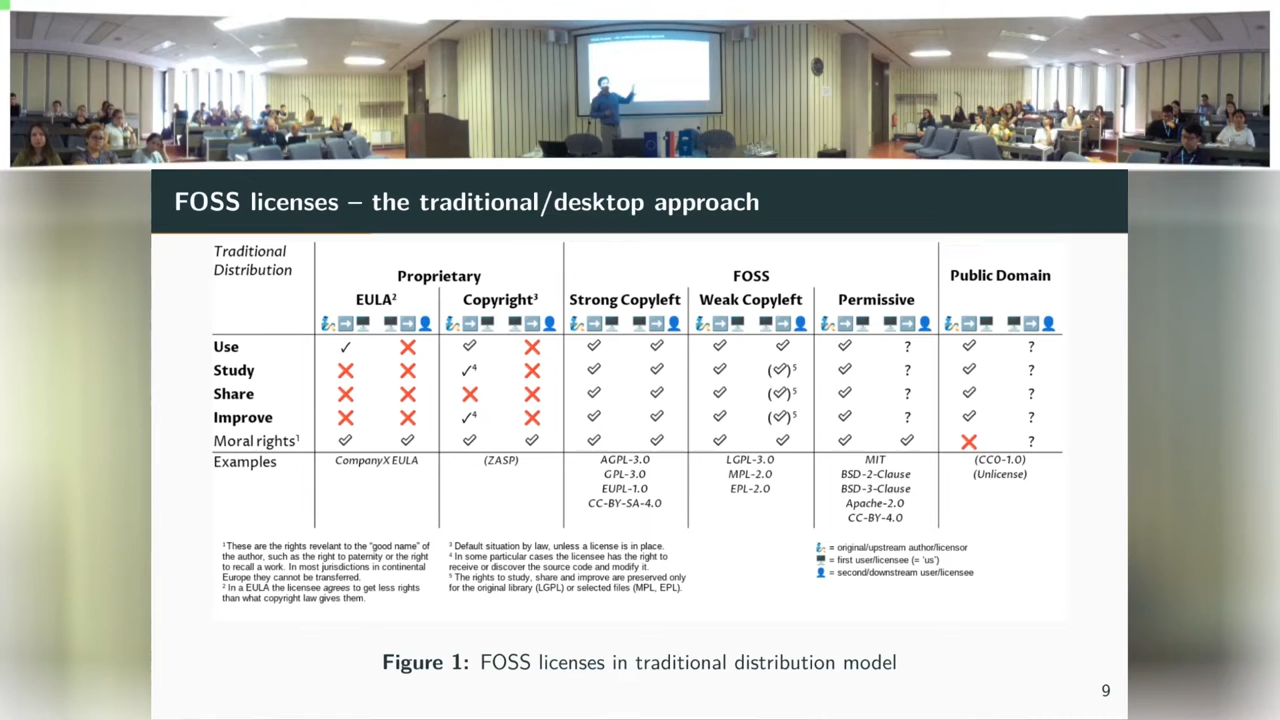 FOSS licenses – the traditional/desktop approach
Traditional
Distribution
Proprietary
FOSS
Public Domain
EULA²
Copyright³
Strong Copyleft
Weak Copyleft
Permissive
Use ✓ ❌ ✓ ❌ ✓ ✓ ✓ ✓ ✓ ? ✓ ?
Study ❌ ❌ ✓⁴ ❌ ✓ ✓ ✓ (✓)⁵ ✓ ? ✓ ?
Share ❌ ❌ ❌ ❌ ✓ ✓ ✓ (✓)⁵ ✓ ? ✓ ?
Improve ❌ ❌ ✓⁴ ❌ ✓ ✓ ✓ (✓)⁵ ✓ ? ✓ ?
Moral rights¹ ✓ ✓ ✓ ✓ ✓ ✓ ✓ ✓ ✓ ✓ ❌ ?
Examples
CompanyX EULA
(ZASP)
AGPL-3.0
GPL-3.0
EUPL-1.0
CC-BY-SA-4.0
LGPL-3.0
MPL-2.0
EPL-2.0
MIT
BSD-2-Clause
BSD-3-Clause
Apache-2.0
CC-BY-4.0
(CC0-1.0)
(Unlicense)
¹These are the rights revelant to the “good name” of
the author, such as the right to paternity or the right
to recall a work. In most jurisdictions in continental
Europe they cannot be transferred.
² In a EULA the licensee agrees to get less rights
than what copyright law gives them.
³ Default situation by law, unless a license is in place.
⁴ In some particular cases the licensee has the right to
receive or discover the source code and modify it.
⁵ The rights to study, share and improve are preserved only
for the original library (LGPL) or selected files (MPL, EPL).
= original/upstream author/licensor
= first user/licensee (= 'us')
= second/downstream user/licensee
Figure 1: FOSS licenses in traditional distribution model
9